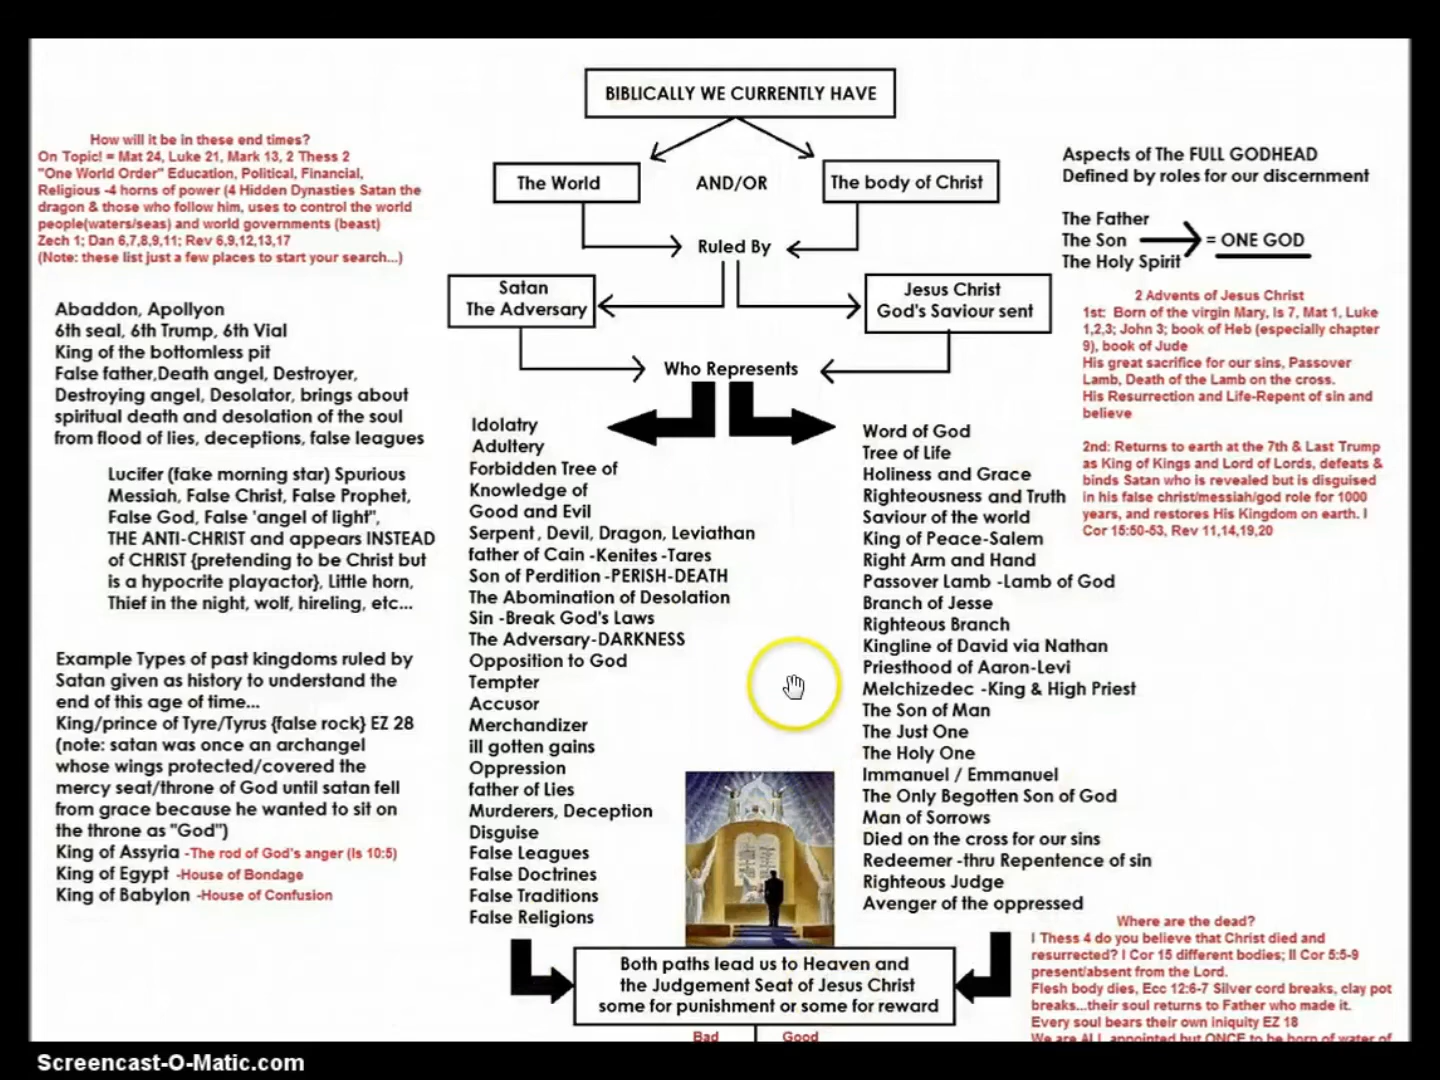 BIBLICALLY WE CURRENTLY HAVE
The World
AND/OR
The body of Christ
Ruled By
Satan
The Adversary
Jesus Christ
God's Saviour sent
Who Represents
How will it be in these end times?
On Topic! = Mat 24, Luke 21, Mark 13, 2 Thess 2
"One World Order" Education, Political, Financial,
Religious -4 horns of power (4 Hidden Dynasties Satan the
dragon & those who follow him, uses to control the world
people(waters/seas) and world governments (beast)
Zech 1; Dan 6,7,8,9,11; Rev 6,9,12,13,17
(Note: these list just a few places to start your search...)
Abaddon, Apollyon
6th seal, 6th Trump, 6th Vial
King of the bottomless pit
False father,Death angel, Destroyer,
Destroying angel, Desolator, brings about
spiritual death and desolation of the soul
from flood of lies, deceptions, false leagues
Lucifer (fake morning star) Spurious
Messiah, False Christ, False Prophet,
False God, False 'angel of light",
THE ANTI-CHRIST and appears INSTEAD
of CHRIST {pretending to be Christ but
is a hypocrite playactor}, Little horn,
Thief in the night, wolf, hireling, etc...
Example Types of past kingdoms ruled by
Satan given as history to understand the
end of this age of time...
King/prince of Tyre/Tyrus {false rock} EZ 28
(note: satan was once an archangel
whose wings protected/covered the
mercy seat/throne of God until satan fell
from grace because he wanted to sit on
the throne as "God")
King of Assyria -The rod of God's anger (Is 10:5)
King of Egypt -House of Bondage
King of Babylon -House of Confusion
Idolatry
Adultery
Forbidden Tree of
Knowledge of
Good and Evil
Serpent, Devil, Dragon, Leviathan
father of Cain -Kenites -Tares
Son of Perdition -PERISH-DEATH
The Abomination of Desolation
Sin -Break God's Laws
The Adversary-DARKNESS
Opposition to God
Tempter
Accusor
Merchandizer
ill gotten gains
Oppression
father of Lies
Murderers, Deception
Disguise
False Leagues
False Doctrines
False Traditions
False Religions
Word of God
Tree of Life
Holiness and Grace
Righteousness and Truth
Saviour of the world
King of Peace-Salem
Right Arm and Hand
Passover Lamb -Lamb of God
Branch of Jesse
Righteous Branch
Kingline of David via Nathan
Priesthood of Aaron-Levi
Melchizedec -King & High Priest
The Son of Man
The Just One
The Holy One
Immanuel / Emmanuel
The Only Begotten Son of God
Man of Sorrows
Died on the cross for our sins
Redeemer -thru Repentence of sin
Righteous Judge
Avenger of the oppressed
Aspects of The FULL GODHEAD
Defined by roles for our discernment
The Father
The Son
The Holy Spirit
= ONE GOD
2 Advents of Jesus Christ
1st: Born of the virgin Mary, Is 7, Mat 1, Luke
1,2,3; John 3; book of Heb (especially chapter
9), book of Jude
His great sacrifice for our sins, Passover
Lamb, Death of the Lamb on the cross.
His Resurrection and Life-Repent of sin and
believe
2nd: Returns to earth at the 7th & Last Trump
as King of Kings and Lord of Lords, defeats &
binds Satan who is revealed but is disguised
in his false christ/messiah/god role for 1000
years, and restores His Kingdom on earth. I
Cor 15:50-53, Rev 11,14,19,20
Where are the dead?
I Thess 4 do you believe that Christ died and
resurrected? I Cor 15 different bodies; II Cor 5:5-9
present/absent from the Lord.
Flesh body dies, Ecc 12:6-7 Silver cord breaks, clay pot
breaks...their soul returns to Father who made it.
Every soul bears their own iniquity EZ 18
We are ALL appointed but ONCE to be born of water of
Both paths lead us to Heaven and
the Judgement Seat of Jesus Christ
some for punishment or some for reward
Bad
Good
Screencast-O-Matic.com